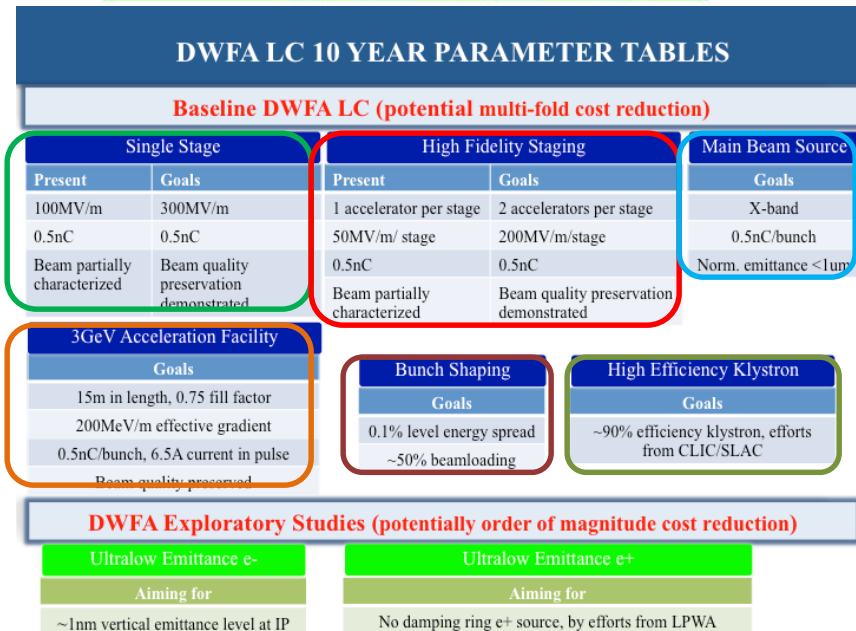 DWFA LC 10 YEAR PARAMETER TABLES
Baseline DWFA LC (potential multi-fold cost reduction)
Single Stage
Present Goals
100MV/m 300MV/m
0.5nC 0.5nC
Beam partially Beam quality
characterized preservation
demonstrated
High Fidelity Staging
Present Goals
1 accelerator per stage 2 accelerators per stage
50MV/m/ stage 200MV/m/stage
0.5nC 0.5nC
Beam partially Beam quality preservation
characterized demonstrated
Main Beam Source
Goals
X-band
0.5nC/bunch
Norm. emittance <1um
3GeV Acceleration Facility
Goals
15m in length, 0.75 fill factor
200MeV/m effective gradient
0.5nC/bunch, 6.5A current in pulse
Beam quality preserved
Bunch Shaping
Goals
0.1% level energy spread
~50% beamloading
High Efficiency Klystron
Goals
~90% efficiency klystron, efforts
from CLIC/SLAC
DWFA Exploratory Studies (potentially order of magnitude cost reduction)
Ultralow Emittance e-
Aiming for
~1nm vertical emittance level at IP
Ultralow Emittance e+
Aiming for
No damping ring e+ source, by efforts from LPWA